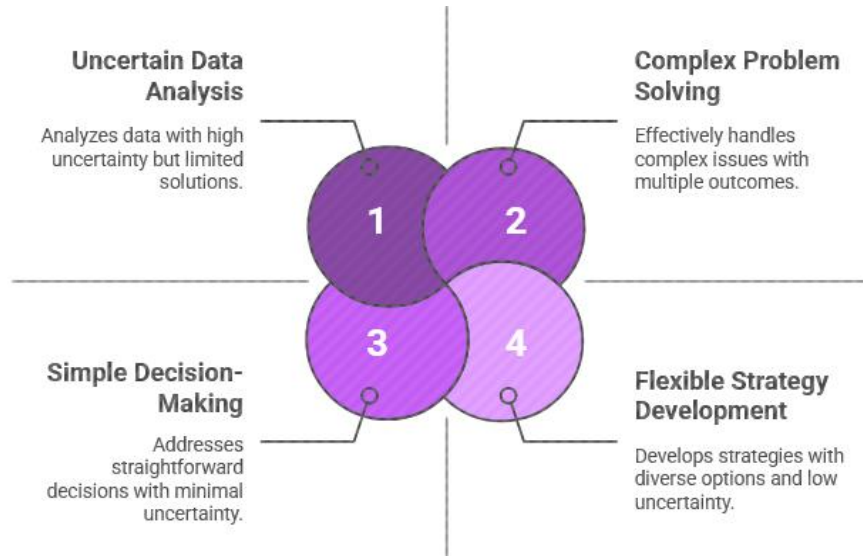 Uncertain Data
Analysis
Analyzes data with high
uncertainty but limited
solutions.
Complex Problem
Solving
Effectively handles
complex issues with
multiple outcomes.
1
2
3
4
Simple Decision-
Making
Addresses
straightforward
decisions with minimal
uncertainty.
Flexible Strategy
Development
Develops strategies with
diverse options and low
uncertainty.